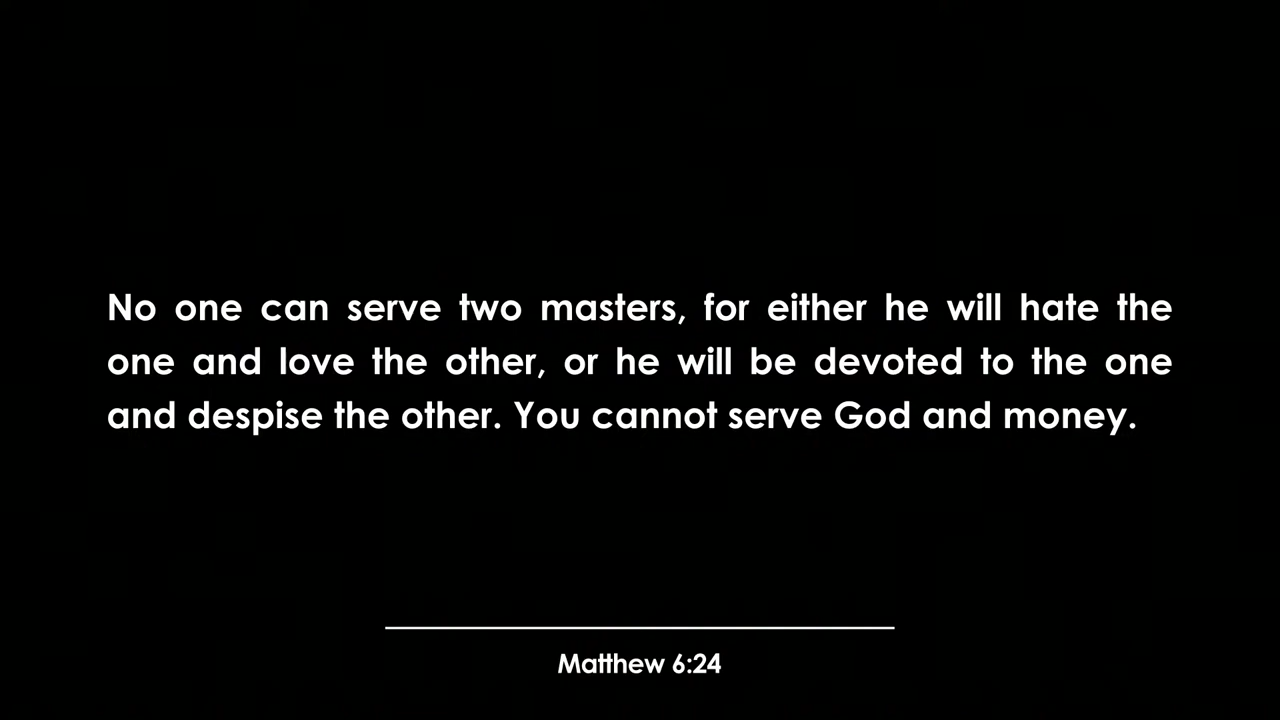 No one can serve two masters, for either he will hate the
one and love the other, or he will be devoted to the one
and despise the other. You cannot serve God and money.
Matthew 6:24